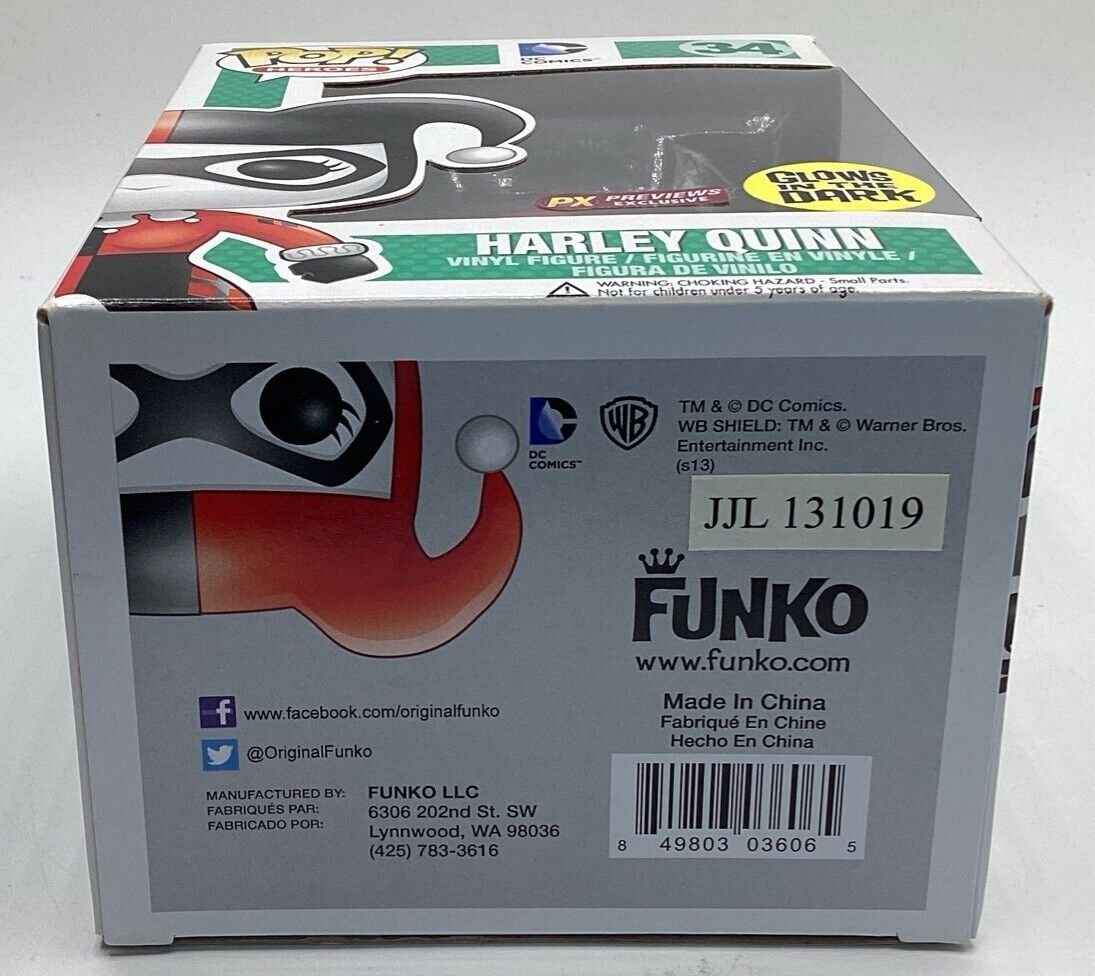 POP!
HEROES
DC
COMICS™
34
GLOWS
IN THE
DARK
PX PREVIEWS
EXCLUSIVE
HARLEY QUINN
VINYL FIGURE / FIGURINE EN VINYLE /
FIGURA DE VINILO
WARNING: CHOKING HAZARD - Small Parts.
Not for children under 3 years of age.
DC
COMICS™
WB
TM & © DC Comics.
WB SHIELD: TM & © Warner Bros.
Entertainment Inc.
(s13)
JJL 131019
FUNKO
www.funko.com
Made In China
Fabriqué En Chine
Hecho En China
f www.facebook.com/originalfunko
@OriginalFunko
MANUFACTURED BY: FUNKO LLC
FABRIQUÉS PAR: 6306 202nd St. SW
FABRICADO POR: Lynnwood, WA 98036
(425) 783-3616
8 49803 03606 5